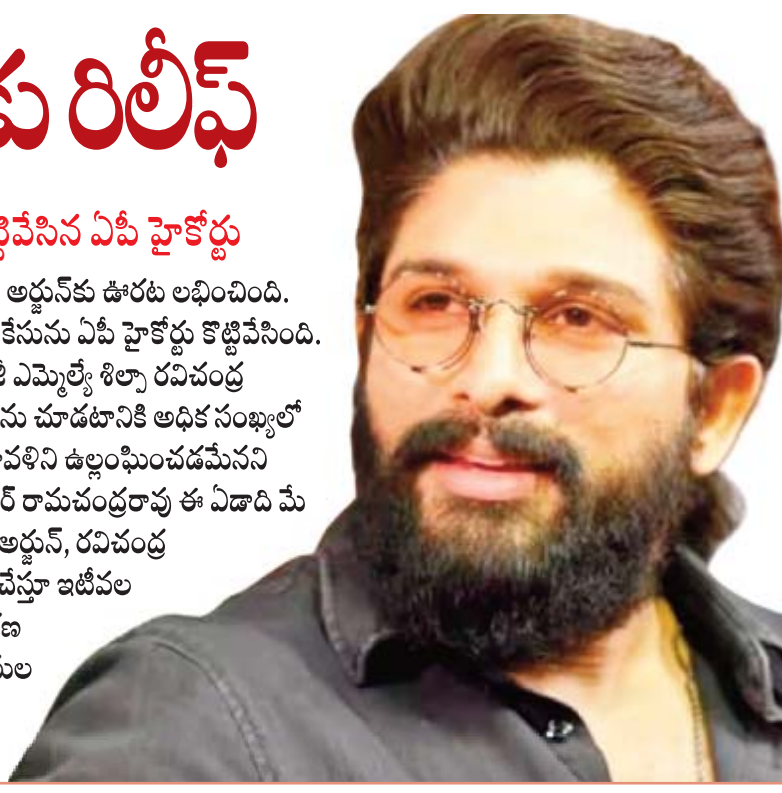 కు రిలీఫ్
ట్టివేసిన ఏపీ హైకోర్టు
అర్జున్‌కు ఊరట లభించింది.
కేసును ఏపీ హైకోర్టు కొట్టివేసింది.
ఎమ్మెల్యే శిల్పా రవిచంద్ర
ను చూడటానికి అధిక సంఖ్యలో
వళిని ఉల్లంఘించడమేనని
ర్ రామచంద్రరావు ఈ ఏడాది మే
అర్జున్, రవిచంద్ర
చేస్తూ ఇటీవల
ణ
ుల